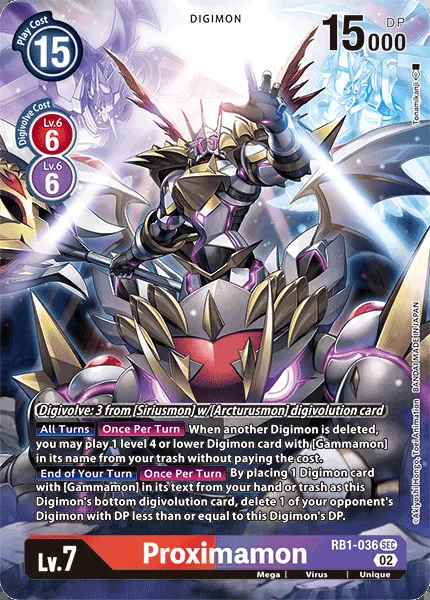 Play Cost
15
DIGIMON
DP
15000
Digivolve Cost
Lv.6
6
Lv.6
6
Tonamikanji
©Akiyoshi Hongo, Toei Animation BANDAI MADE IN JAPAN
Digivolve: 3 from [Siriusmon] w/[Arcturusmon] digivolution card
All Turns Once Per Turn When another Digimon is deleted,
you may play 1 level 4 or lower Digimon card with [Gammamon]
in its name from your trash without paying the cost.
End of Your Turn Once Per Turn By placing 1 Digimon card
with [Gammamon] in its text from your hand or trash as this
Digimon's bottom digivolution card, delete 1 of your opponent's
Digimon with DP less than or equal to this Digimon's DP.
Lv.7
Proximamon
RB1-036 SEC
02
Mega | Virus | Unique